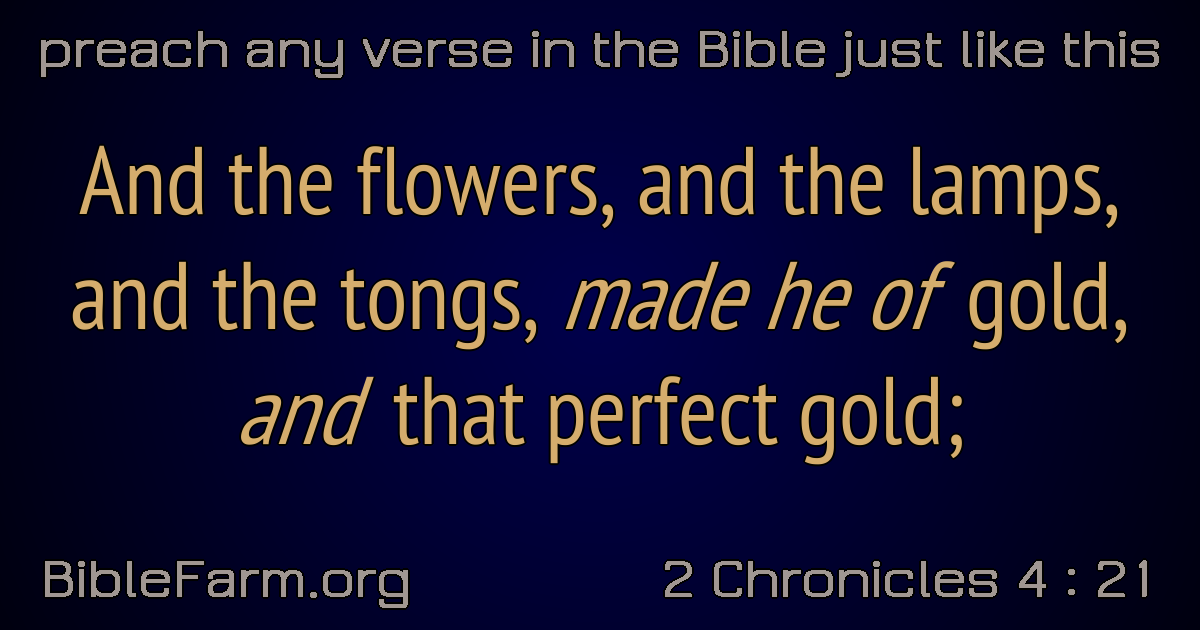 preach any verse in the Bible just like this
And the flowers, and the lamps,
and the tongs, made he of gold,
and that perfect gold;
BibleFarm.org
2 Chronicles 4 : 21